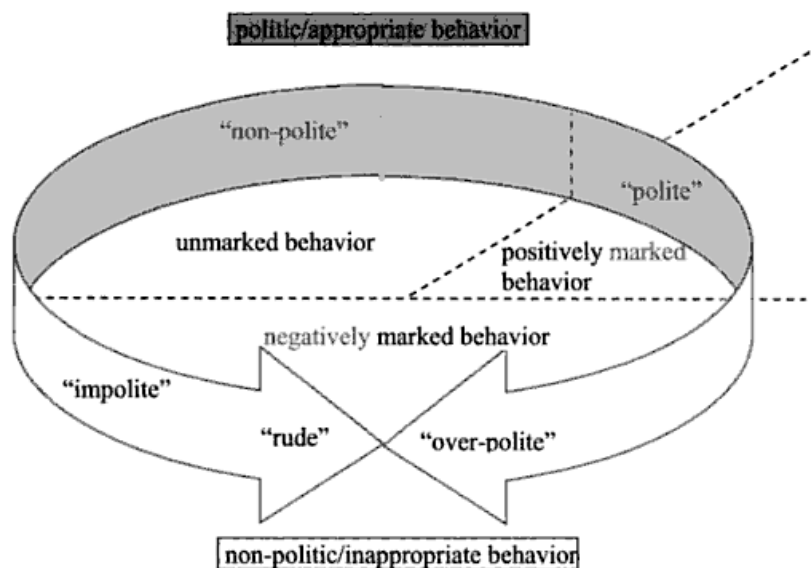 politic/appropriate behavior
“non-polite”
“polite”
unmarked behavior
positively marked
behavior
negatively marked behavior
“impolite”
“rude”
“over-polite”
non-politic/inappropriate behavior